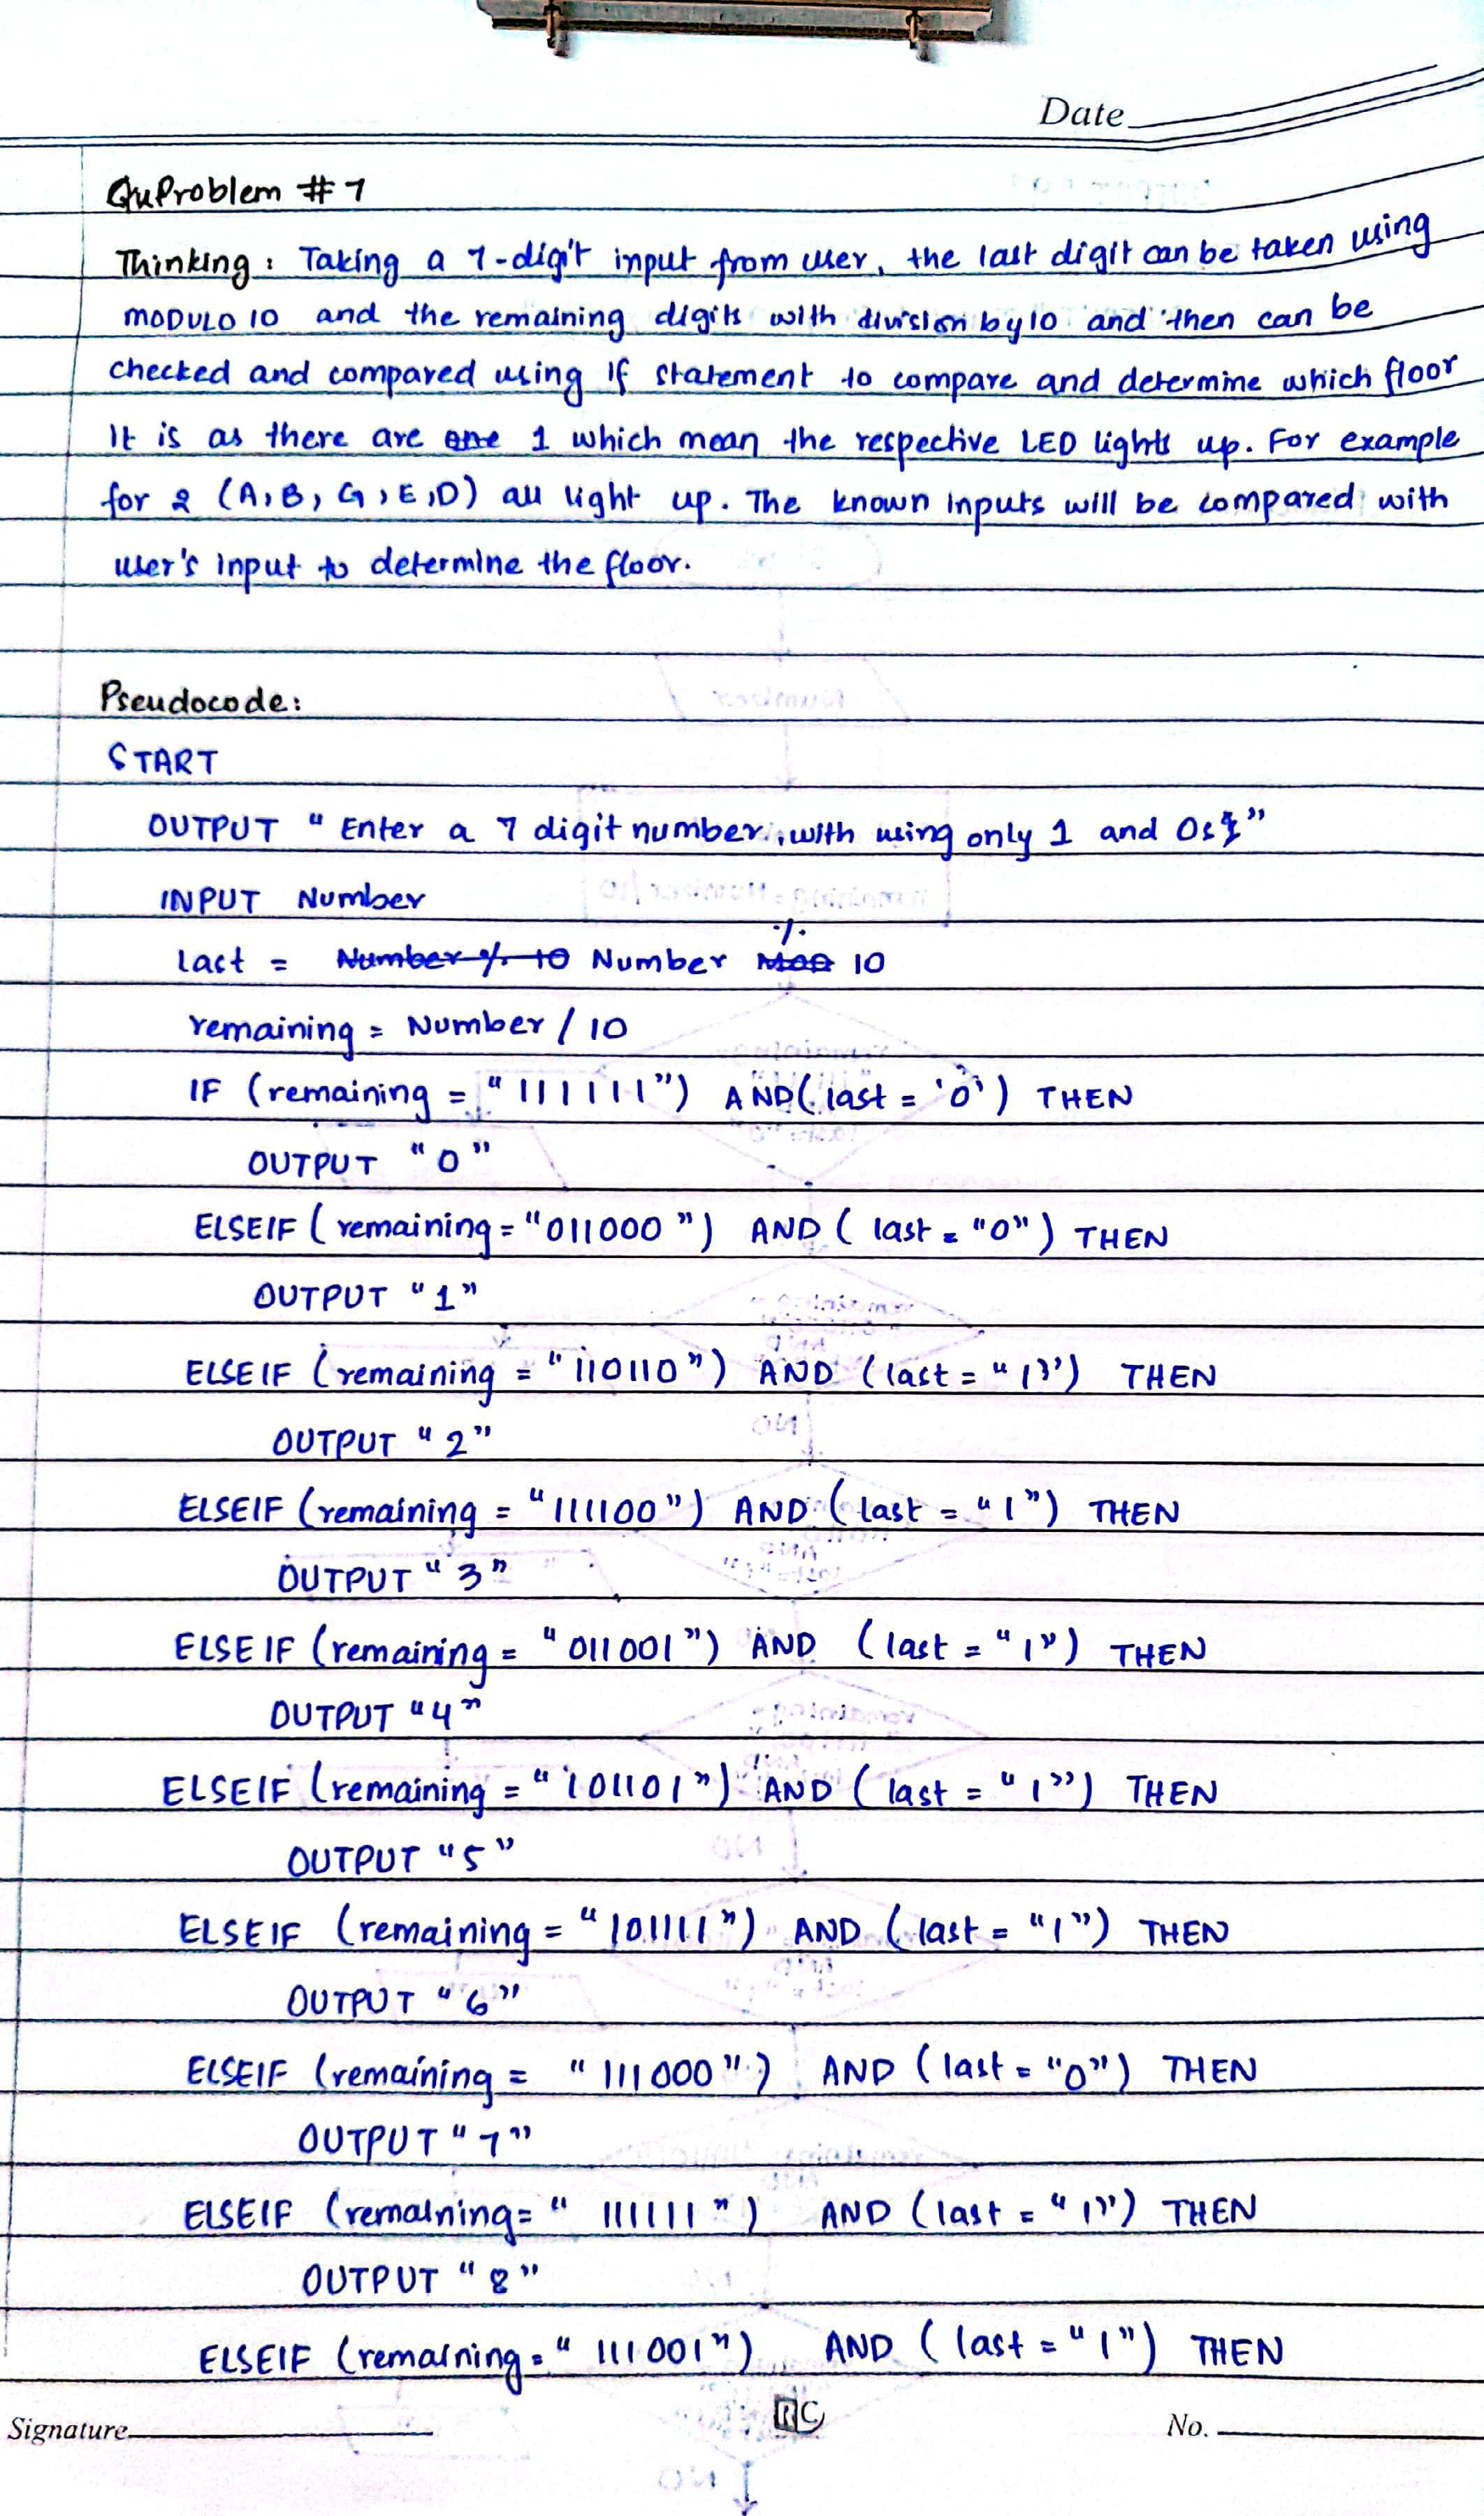 Date
QuProblem # 7
Thinking : Taking a 7-digit input from user, the last digit can be taken using
MODULO 10 and the remaining digits with division by 10 and then can be
checked and compared using if statement to compare and determine which floor
It is as there are one 1 which mean the respective LED lights up. For example
for 2 (A, B, G, E, D) all light up. The known inputs will be compared with
user's input to determine the floor.
Pseudocode:
START
OUTPUT " Enter a 7 digit number, with using only 1 and 0s"
INPUT Number
last = Number % 10 Number MOD % 10
remaining = Number / 10
IF (remaining = "111111") AND (last = '0') THEN
OUTPUT "0"
ELSEIF (remaining = "011000") AND (last = "0") THEN
OUTPUT "1"
ELSEIF (remaining = "110110") AND (last = "1") THEN
OUTPUT "2"
ELSEIF (remaining = "111100") AND (last = "1") THEN
OUTPUT "3"
ELSEIF (remaining = "011001") AND (last = "1") THEN
OUTPUT "4"
ELSEIF (remaining = "101101") AND (last = "1") THEN
OUTPUT "5"
ELSEIF (remaining = "101111") AND (last = "1") THEN
OUTPUT "6"
ELSEIF (remaining = "111000") AND (last = "0") THEN
OUTPUT "7"
ELSEIF (remaining = "111111") AND (last = "1") THEN
OUTPUT "8"
ELSEIF (remaining = "111001") AND (last = "1") THEN
Signature
RC
No.